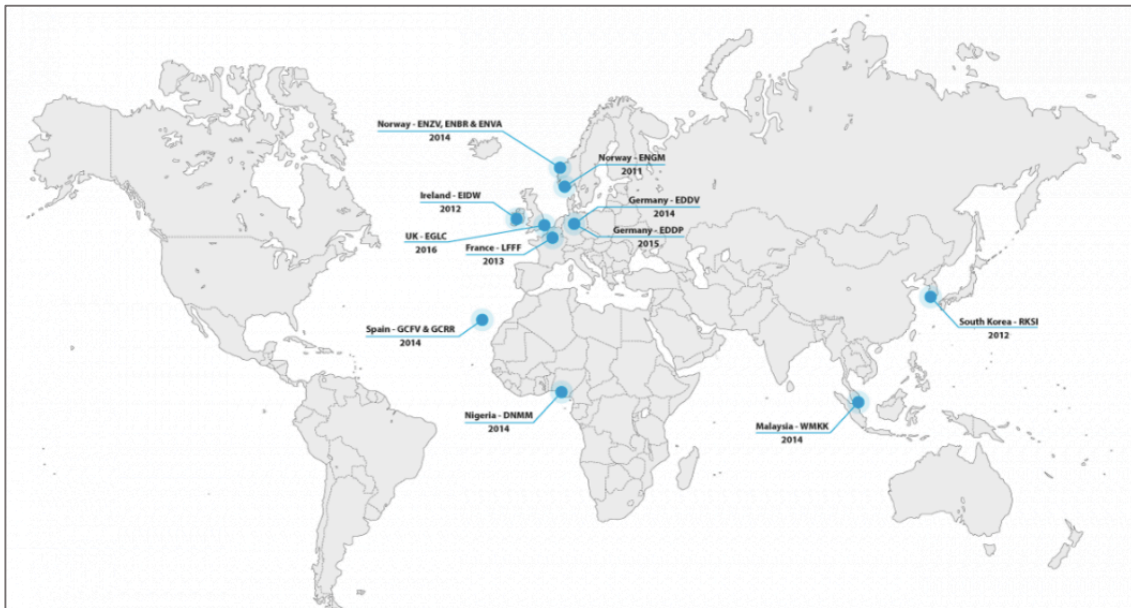 Norway - ENZV, ENBR & ENVA
2014
Norway - ENGM
2011
Ireland - EIDW
2012
Germany - EDDV
2014
UK - EGLC
2016
Germany - EDDP
2015
France - LFFF
2013
South Korea - RKSI
2012
Spain - GCFV & GCRR
2014
Nigeria - DNMM
2014
Malaysia - WMKK
2014